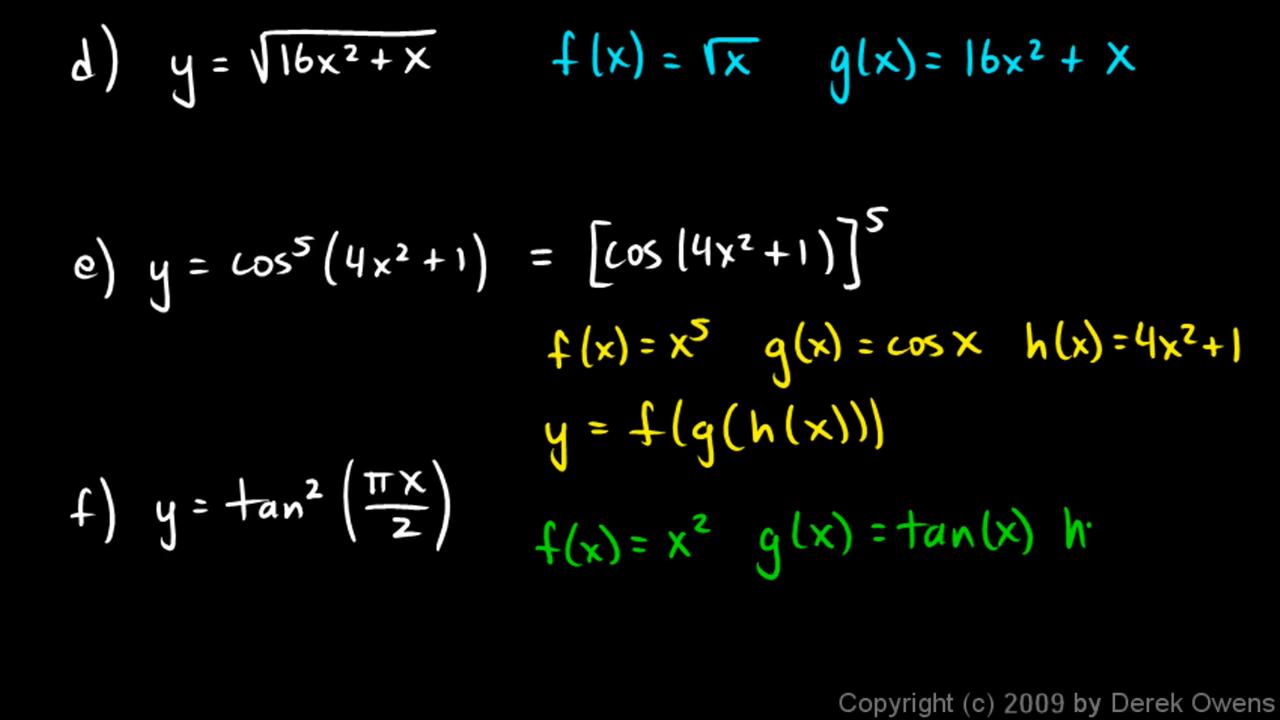 d) y = √(16x² + x) f(x) = √x g(x) = 16x² + x
e) y = cos⁵(4x² + 1) = [cos(4x² + 1)]⁵
f(x) = x⁵ g(x) = cos x h(x) = 4x² + 1
y = f(g(h(x)))
f) y = tan² (πx/2)
f(x) = x² g(x) = tan(x) h
Copyright (c) 2009 by Derek Owens